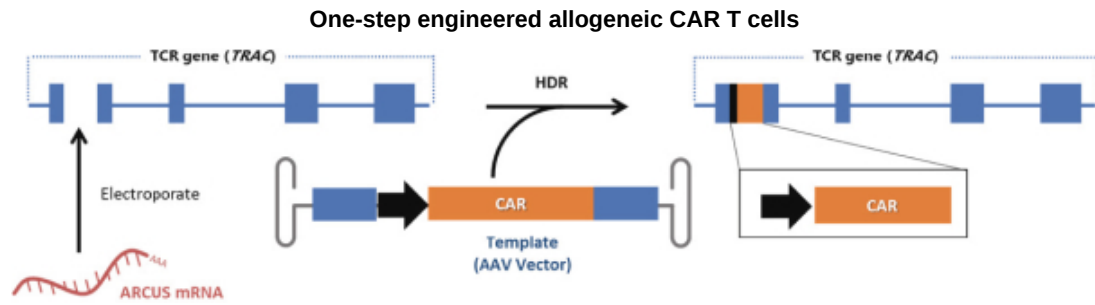 One-step engineered allogeneic CAR T cells
TCR gene (TRAC)
HDR
TCR gene (TRAC)
Electroporate
CAR
CAR
Template
(AAV Vector)
AAA
ARCUS mRNA